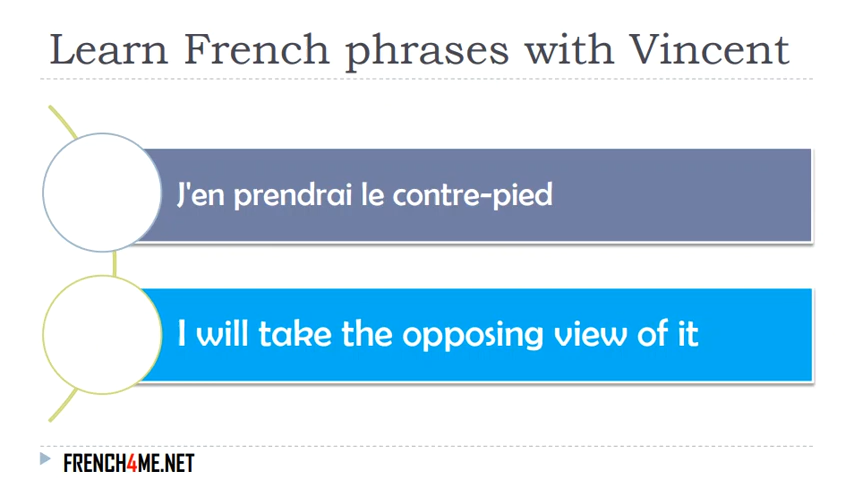 Learn French phrases with Vincent
J'en prendrai le contre-pied
I will take the opposing view of it
FRENCH4ME.NET